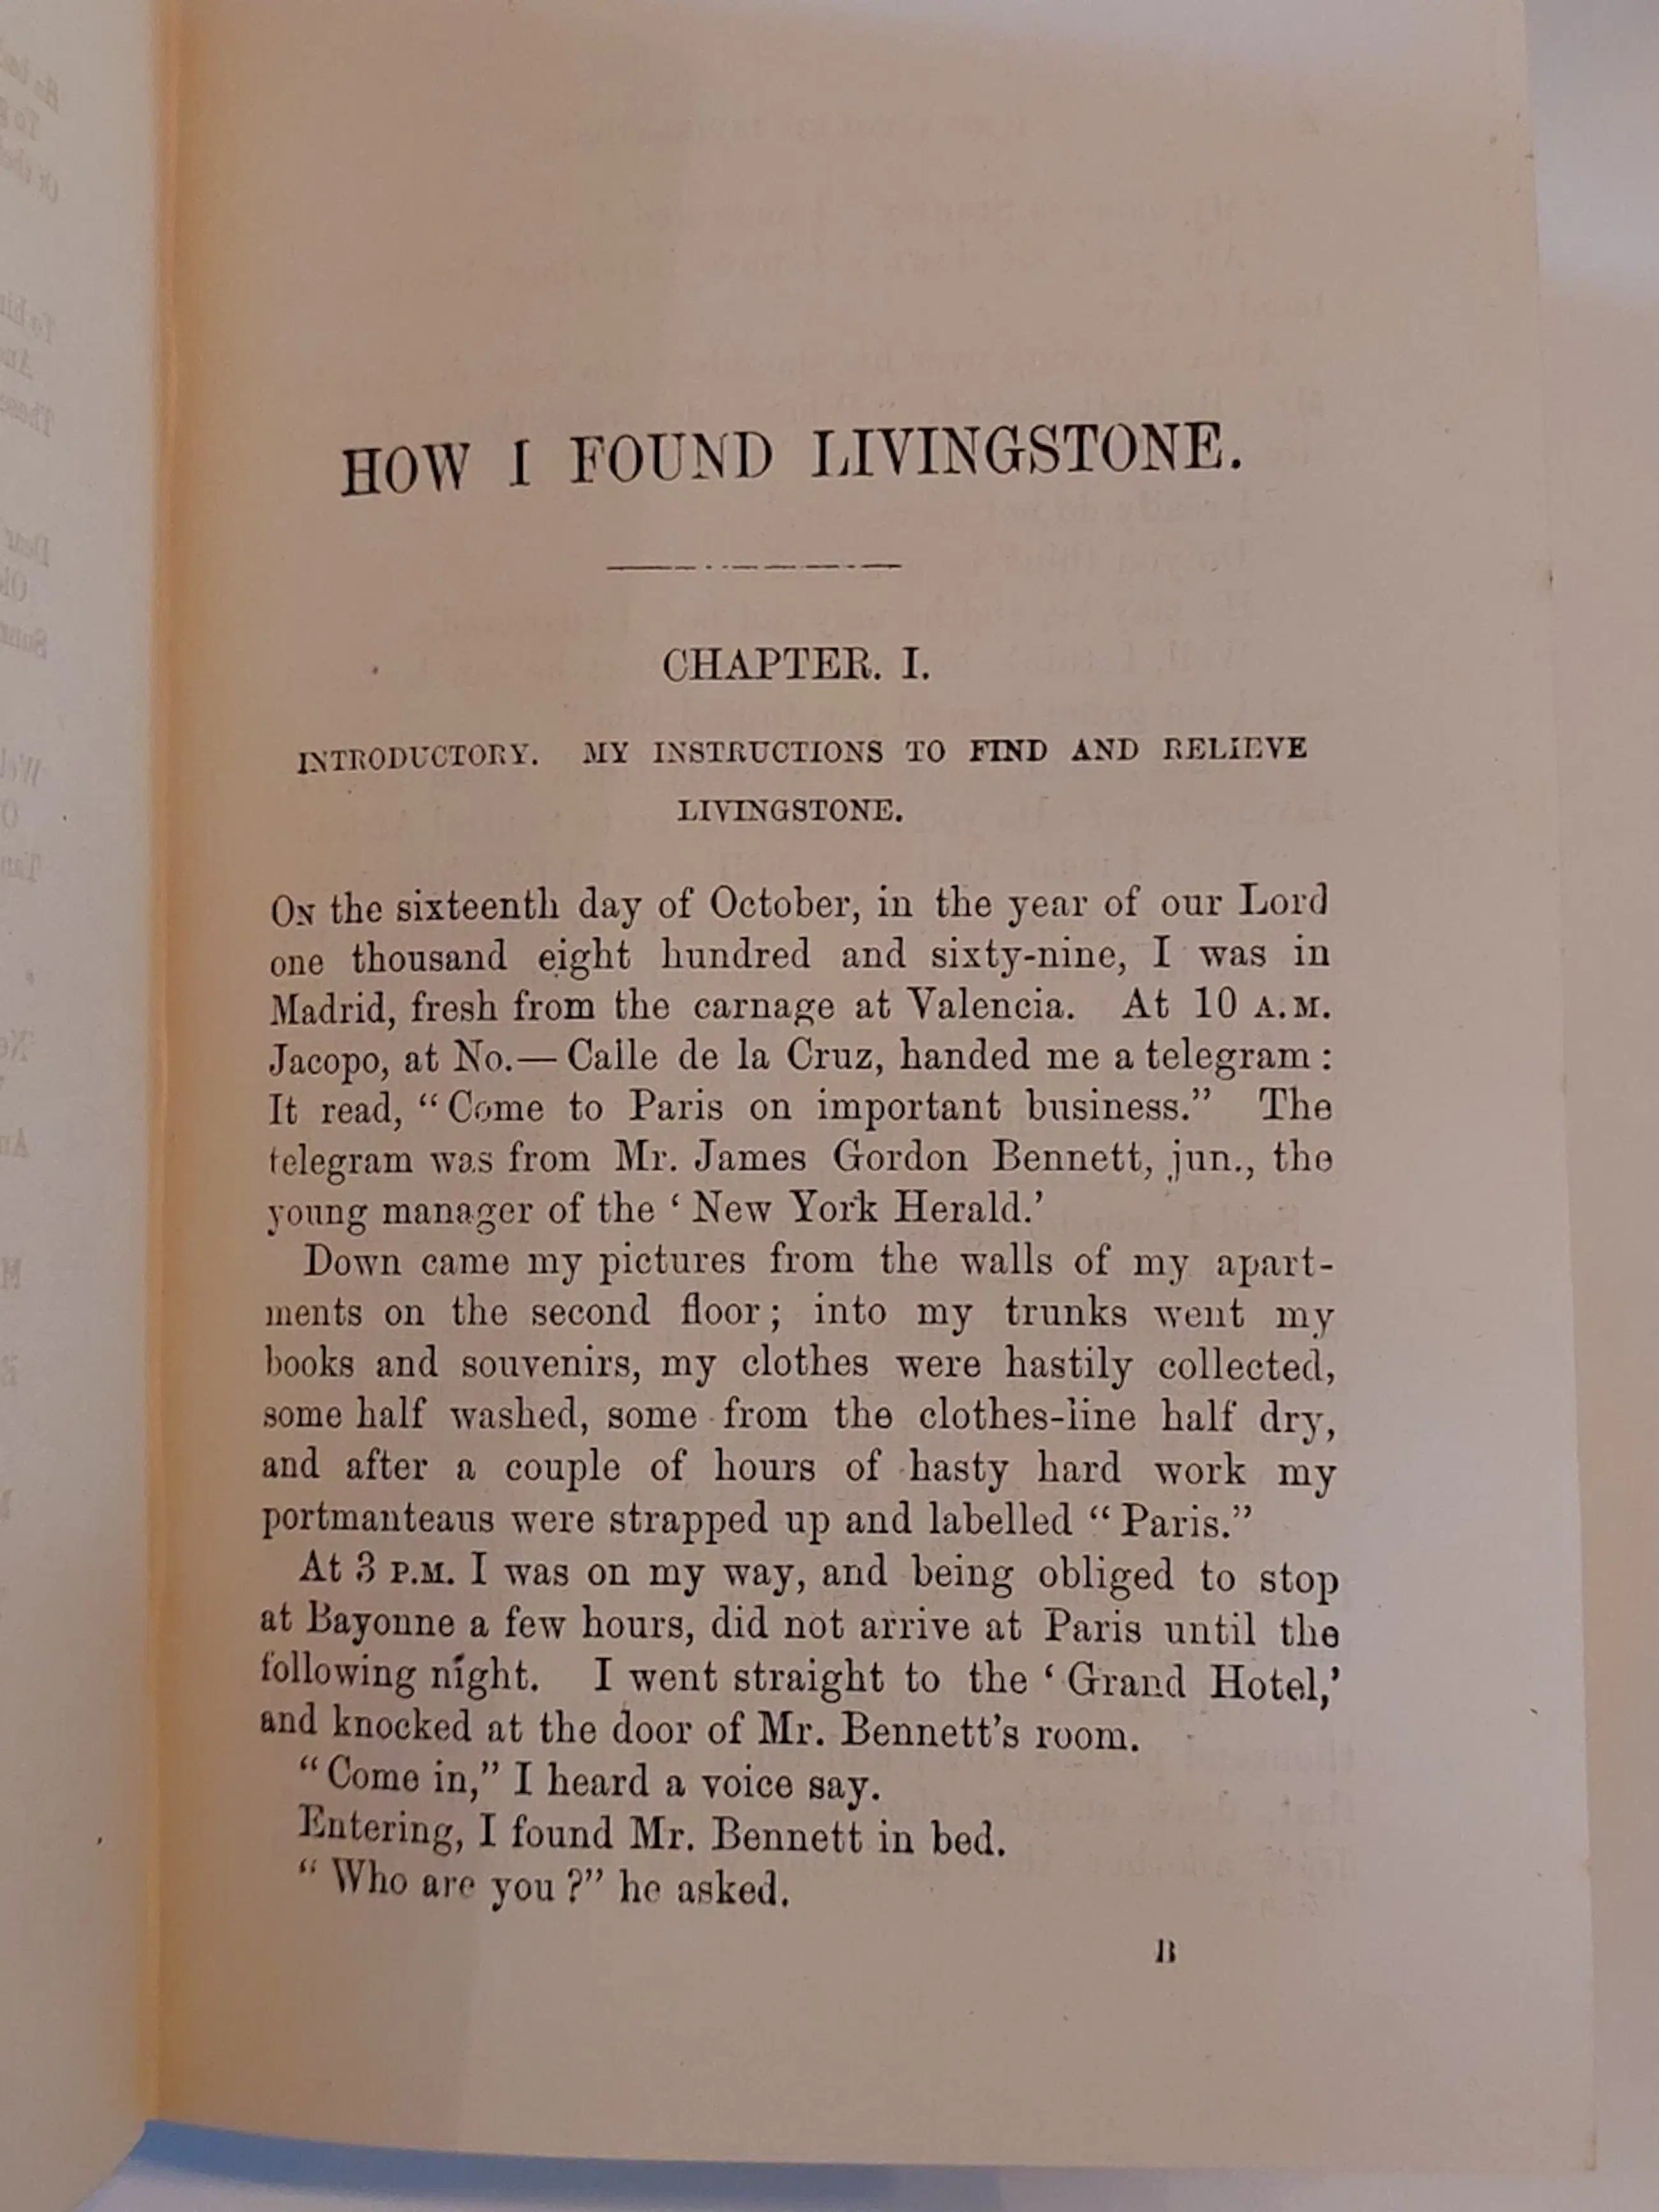 HOW I FOUND LIVINGSTONE.
CHAPTER. I.
INTRODUCTORY. MY INSTRUCTIONS TO FIND AND RELIEVE
LIVINGSTONE.
ON the sixteenth day of October, in the year of our Lord
one thousand eight hundred and sixty-nine, I was in
Madrid, fresh from the carnage at Valencia. At 10 A.M.
Jacopo, at No.— Calle de la Cruz, handed me a telegram:
It read, “Come to Paris on important business.” The
telegram was from Mr. James Gordon Bennett, jun., the
young manager of the ‘New York Herald.’
Down came my pictures from the walls of my apart-
ments on the second floor; into my trunks went my
books and souvenirs, my clothes were hastily collected,
some half washed, some from the clothes-line half dry,
and after a couple of hours of hasty hard work my
portmanteaus were strapped up and labelled “Paris.”
At 3 P.M. I was on my way, and being obliged to stop
at Bayonne a few hours, did not arrive at Paris until the
following night. I went straight to the ‘Grand Hotel,’
and knocked at the door of Mr. Bennett’s room.
“Come in,” I heard a voice say.
Entering, I found Mr. Bennett in bed.
“Who are you?” he asked.
B